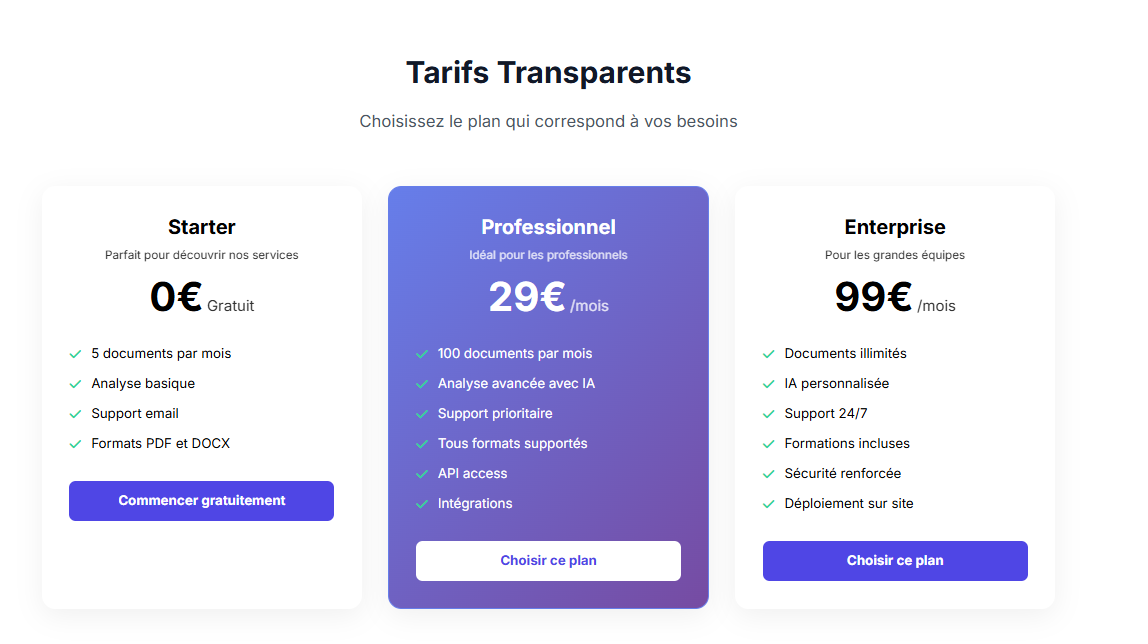 Tarifs Transparents
Choisissez le plan qui correspond à vos besoins
Starter
Parfait pour découvrir nos services
0€ Gratuit
5 documents par mois
Analyse basique
Support email
Formats PDF et DOCX
Commencer gratuitement
Professionnel
Idéal pour les professionnels
29€ /mois
100 documents par mois
Analyse avancée avec IA
Support prioritaire
Tous formats supportés
API access
Intégrations
Choisir ce plan
Enterprise
Pour les grandes équipes
99€ /mois
Documents illimités
IA personnalisée
Support 24/7
Formations incluses
Sécurité renforcée
Déploiement sur site
Choisir ce plan